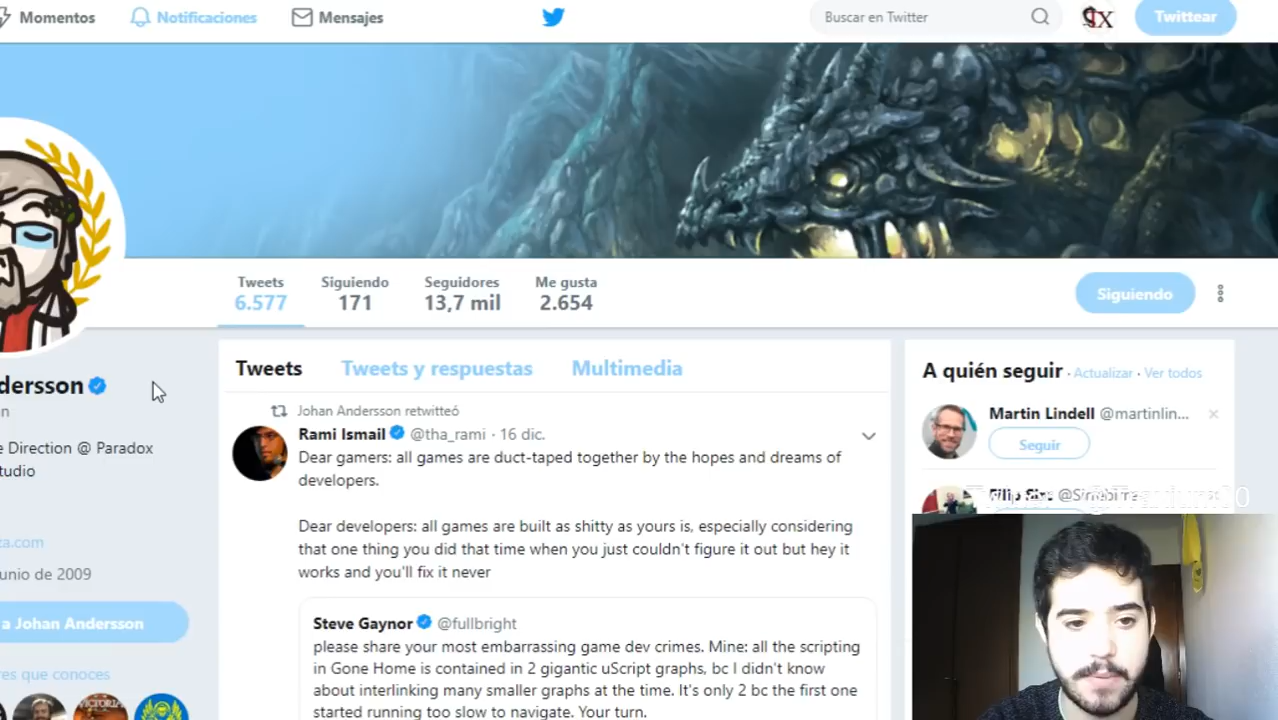 Momentos
Notificaciones
Mensajes
Buscar en Twitter
Twittear
Tweets
6.577
Siguiendo
171
Seguidores
13,7 mil
Me gusta
2.654
Siguiendo
Tweets
Tweets y respuestas
Multimedia
Johan Andersson retwitteó
Rami Ismail @tha_rami · 16 dic.
Dear gamers: all games are duct-taped together by the hopes and dreams of
developers.
Dear developers: all games are built as shitty as yours is, especially considering
that one thing you did that time when you just couldn't figure it out but hey it
works and you'll fix it never
Steve Gaynor @fullbright
please share your most embarrassing game dev crimes. Mine: all the scripting
in Gone Home is contained in 2 gigantic uScript graphs, bc I didn't know
about interlinking many smaller graphs at the time. It's only 2 bc the first one
started running too slow to navigate. Your turn.
dersson
n
e Direction @ Paradox
tudio
za.com
unio de 2009
a Johan Andersson
res que conoces
A quién seguir · Actualizar · Ver todos
Martin Lindell @martinlin...
Seguir